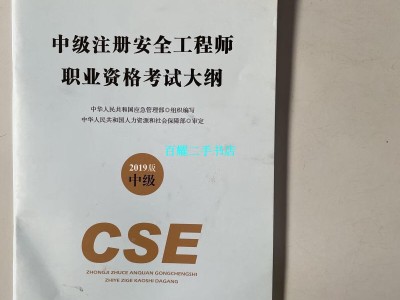 中级注册安全工程师
职业资格考试大纲
中华人民共和国应急管理部○组织编写
中华人民共和国人力资源和社会保障部○审定
百耀二手书店
2019版
中级
CSE
ZHONGJI ZHUCE ANQUAN GONGCHENGSHI
ZHIYE ZIGE KAOSHI DAGANG